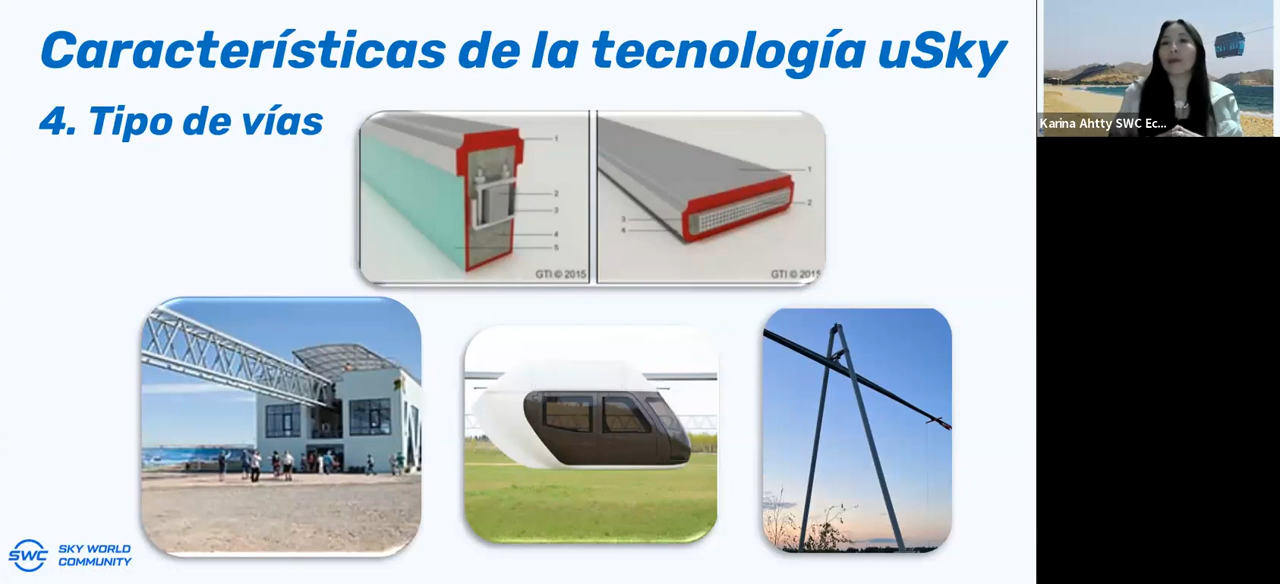 Características de la tecnología uSky
4. Tipo de vías
1
2
3
4
5
GTI © 2015
1
2
3
4
GTI © 2015
SWC
SKY WORLD
COMMUNITY
Karina Ahtty SWC Ec...